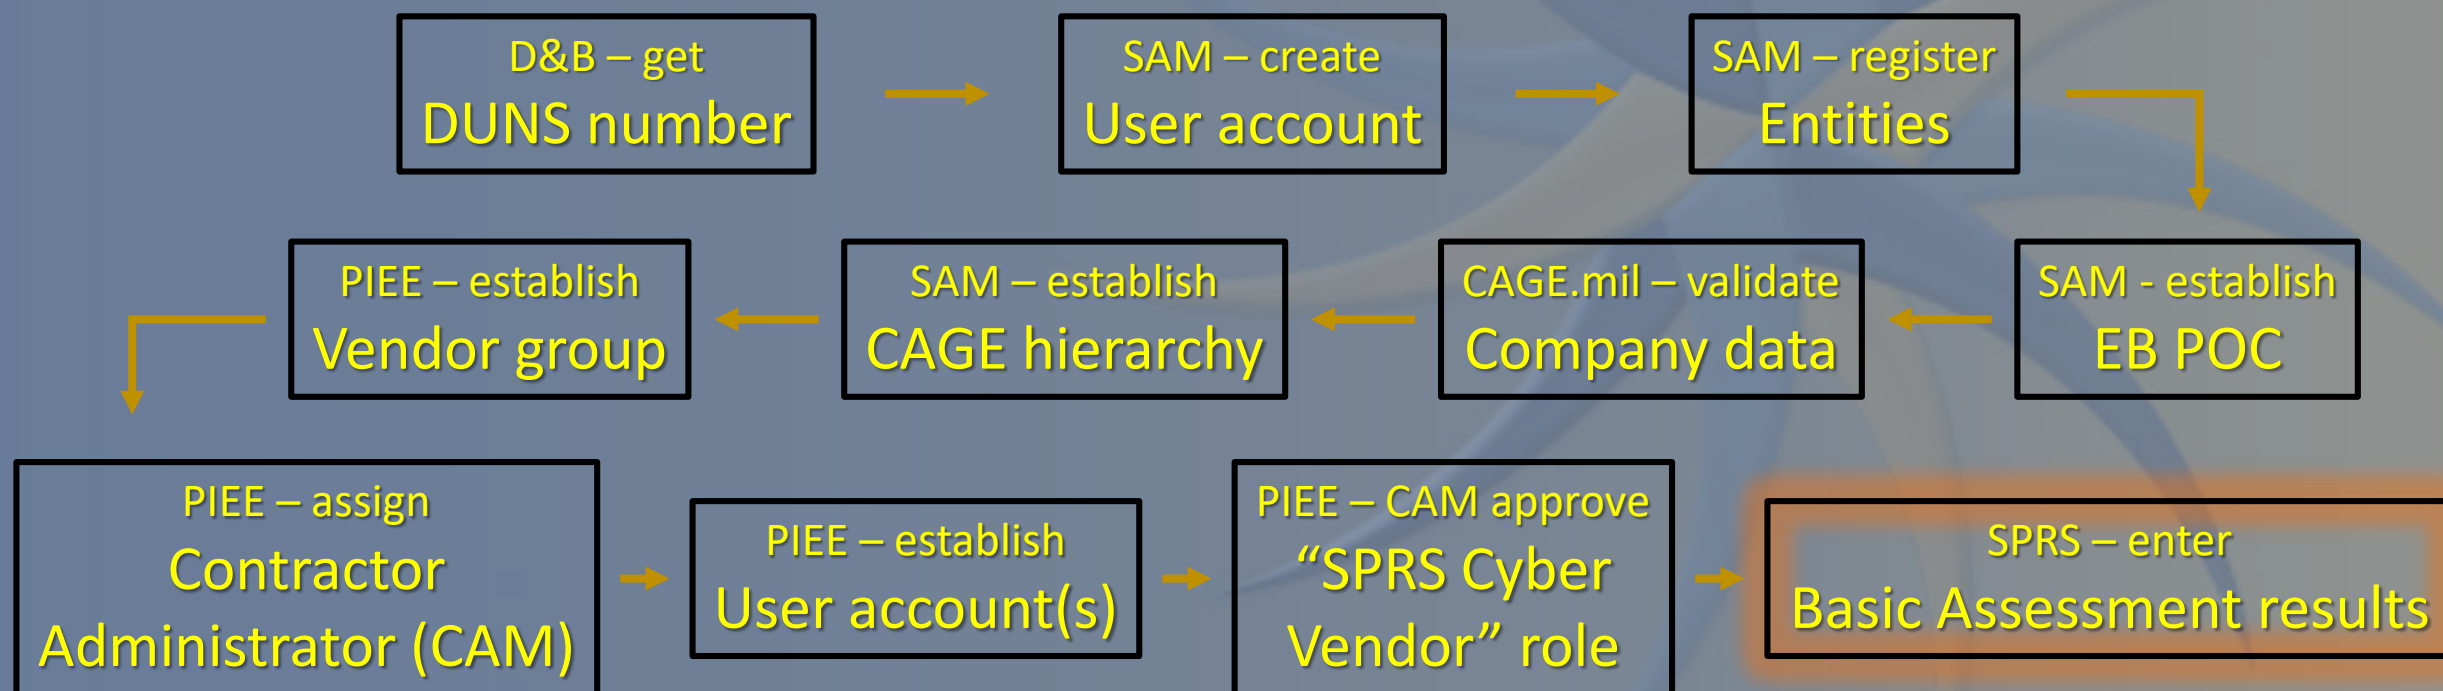 D&B – get
DUNS number
SAM – create
User account
SAM – register
Entities
SAM - establish
EB POC
CAGE.mil – validate
Company data
SAM – establish
CAGE hierarchy
PIEE – establish
Vendor group
PIEE – assign
Contractor
Administrator (CAM)
PIEE – establish
User account(s)
PIEE – CAM approve
“SPRS Cyber
Vendor” role
SPRS – enter
Basic Assessment results